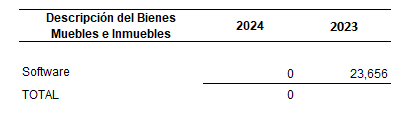 Descripción del Bienes
Muebles e Inmuebles 2024 2023
Software 0 23,656
TOTAL 0